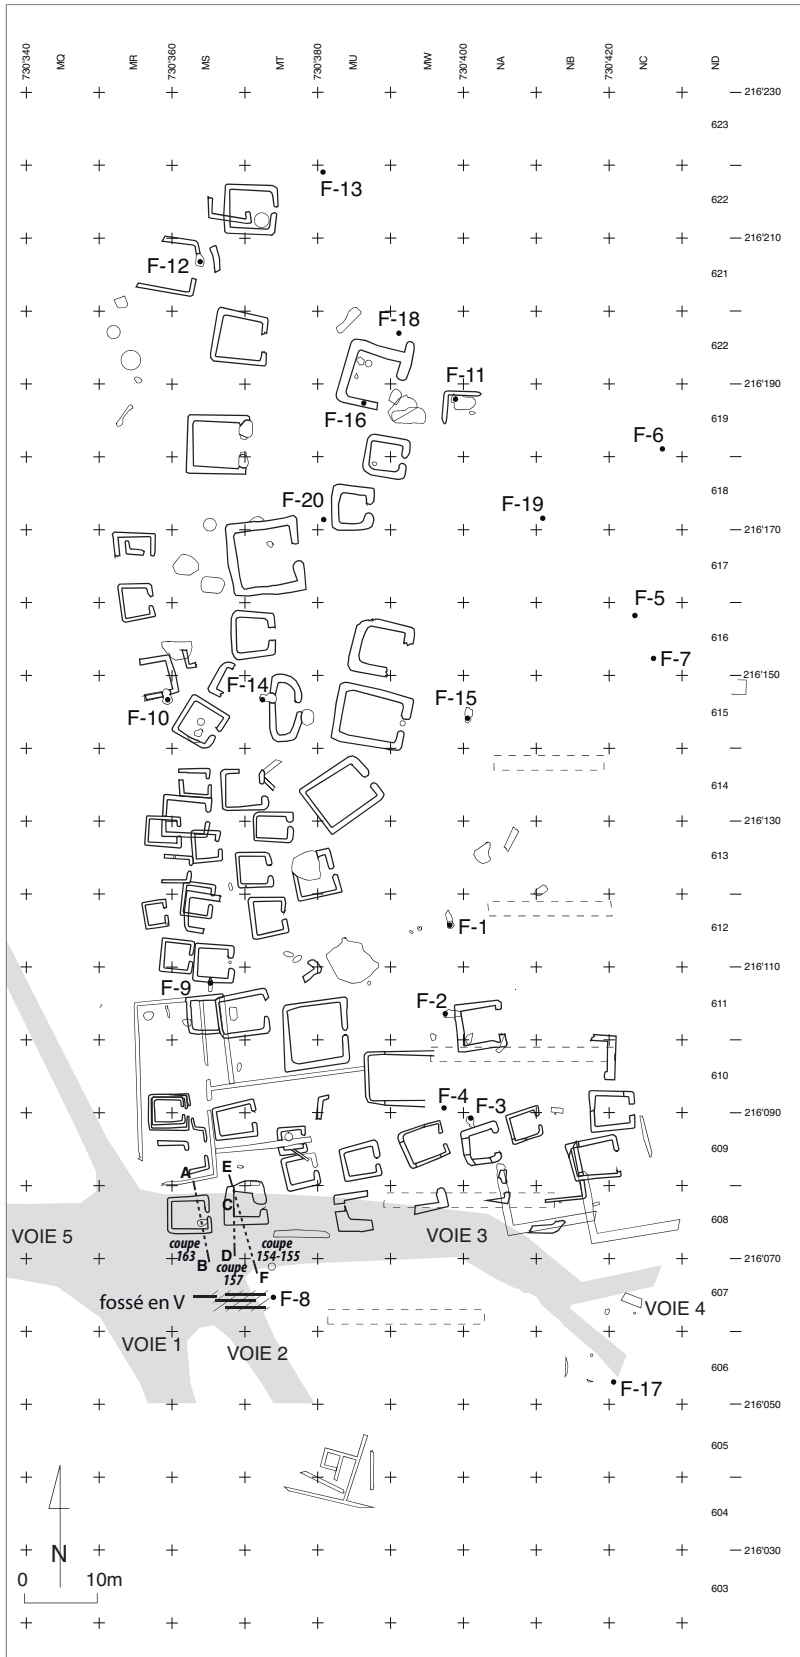 730'340
MQ
MR
730'360
MS
MT
730'380
MU
MW
730'400
NA
NB
730'420
NC
ND
216'230
623
F-13
622
216'210
F-12
621
F-18
622
F-11
216'190
F-16
619
F-6
618
F-20
F-19
216'170
617
F-5
616
F-7
216'150
F-14
F-10
F-15
615
614
216'130
613
612
F-1
216'110
F-9
F-2
611
610
F-4
F-3
216'090
609
A
E
C
608
VOIE 5
VOIE 3
coupe
163
coupe
154-155
B
D
coupe
157
F
216'070
fossé en V
F-8
607
VOIE 4
VOIE 1
VOIE 2
606
F-17
216'050
605
604
N
216'030
0 10m
603